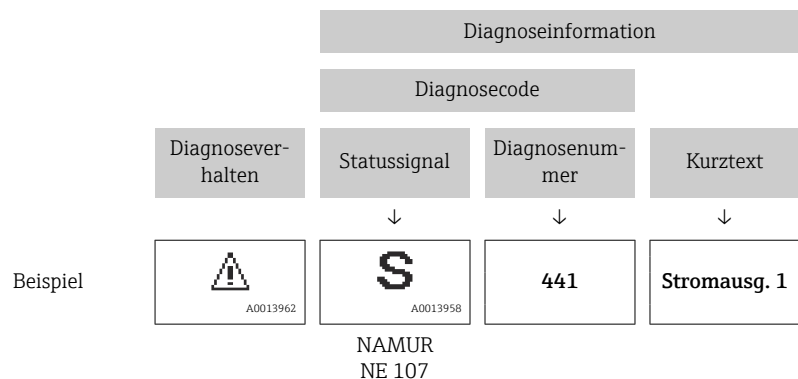 Diagnoseinformation
Diagnosecode
Diagnosever-
halten
Statussignal
Diagnosenum-
mer
Kurztext
↓ ↓ ↓
Beispiel
A0013962
S
A0013958
441
Stromausg. 1
NAMUR
NE 107